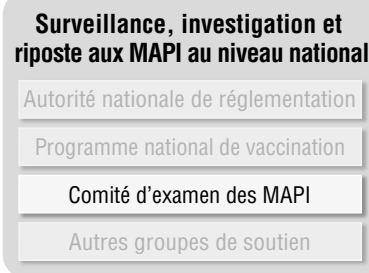 Surveillance, investigation et
riposte aux MAPI au niveau national
Autorité nationale de réglementation
Programme national de vaccination
Comité d’examen des MAPI
Autres groupes de soutien